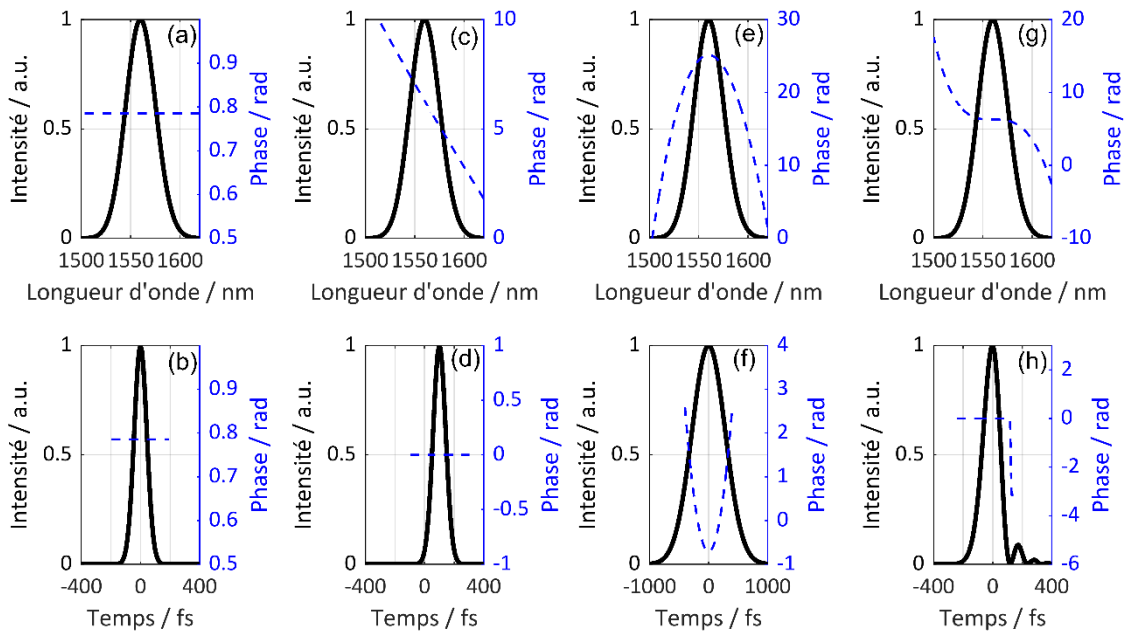 (a)
1
0.5
0
Intensité / a.u.
0.9
0.8
0.7
0.6
0.5
Phase / rad
1500 1550 1600
Longueur d'onde / nm
(c)
1
0.5
0
Intensité / a.u.
10
5
0
Phase / rad
1500 1550 1600
Longueur d'onde / nm
(e)
1
0.5
0
Intensité / a.u.
30
20
10
0
Phase / rad
1500 1550 1600
Longueur d'onde / nm
(g)
1
0.5
0
Intensité / a.u.
20
10
0
-10
Phase / rad
1500 1550 1600
Longueur d'onde / nm
(b)
1
0.5
0
Intensité / a.u.
0.9
0.8
0.7
0.6
0.5
Phase / rad
-400 0 400
Temps / fs
(d)
1
0.5
0
Intensité / a.u.
1
0.5
0
-0.5
-1
Phase / rad
-400 0 400
Temps / fs
(f)
1
0.5
0
Intensité / a.u.
4
3
2
1
0
-1
Phase / rad
-1000 0 1000
Temps / fs
(h)
1
0.5
0
Intensité / a.u.
2
0
-2
-4
-6
Phase / rad
-400 0 400
Temps / fs